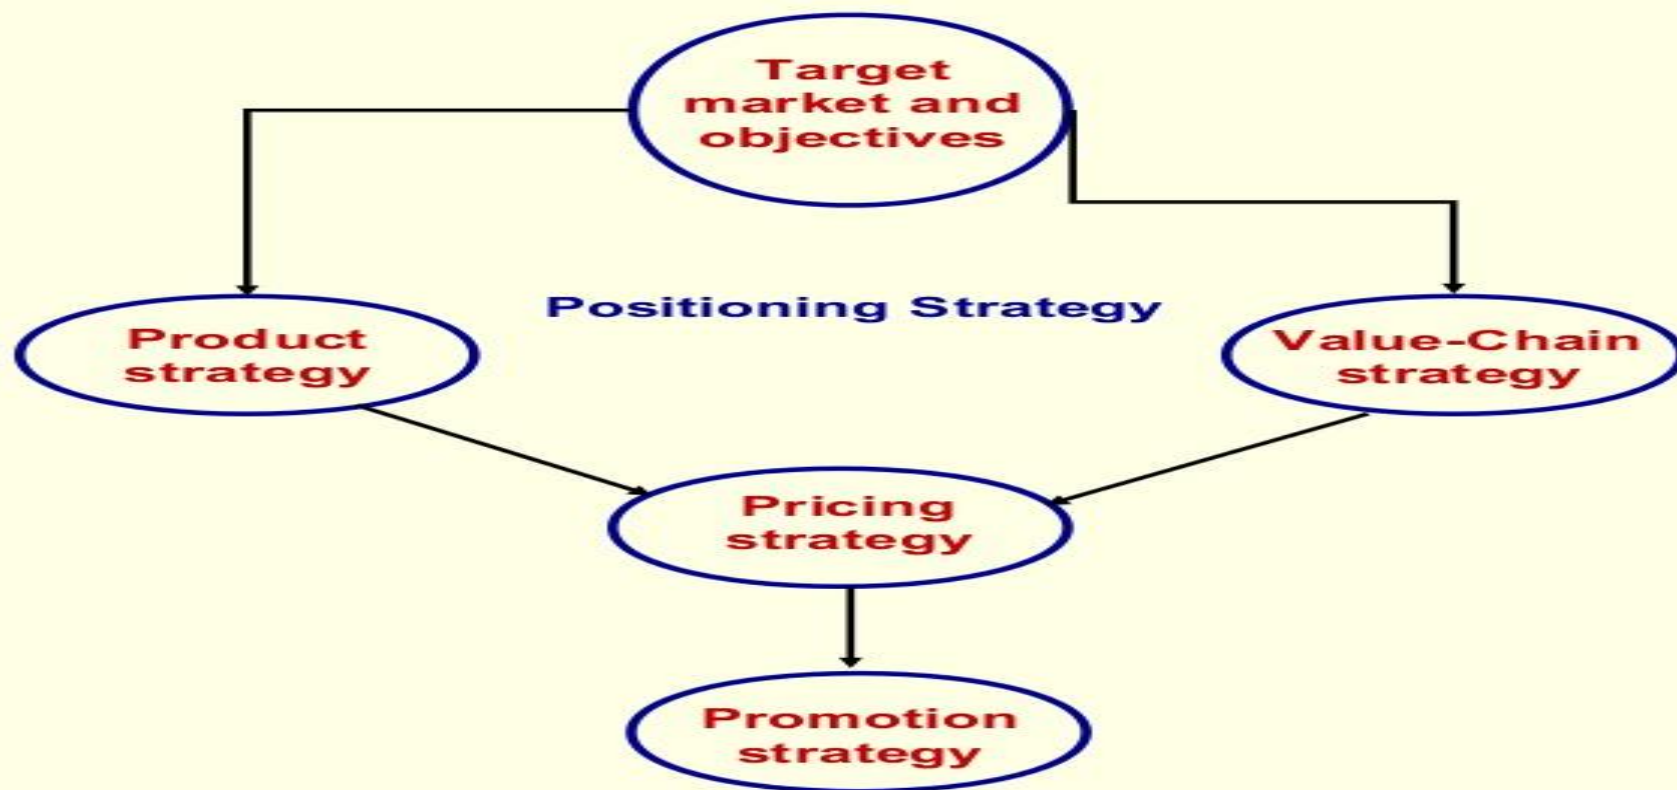 Target
market and
objectives
Positioning Strategy
Product
strategy
Value-Chain
strategy
Pricing
strategy
Promotion
strategy